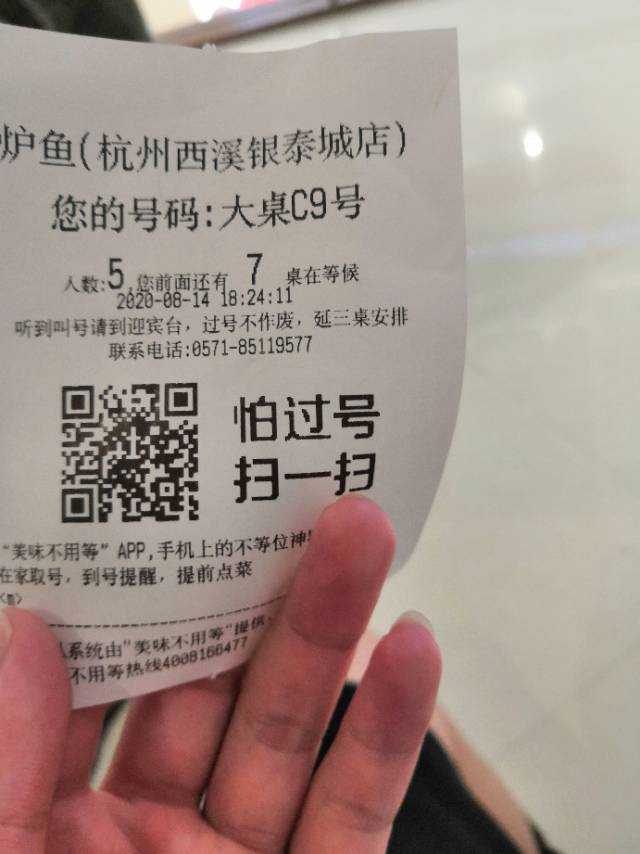 炉鱼(杭州西溪银泰城店)
您的号码:大桌C9号
人数:5,您前面还有 7 桌在等候
2020-08-14 18:24:11
听到叫号请到迎宾台，过号不作废，延三桌安排
联系电话:0571-85119577
怕过号
扫一扫
"美味不用等" APP,手机上的不等位神!
在家取号，到号提醒，提前点菜
系统由"美味不用等"提供
不用等热线4008166477